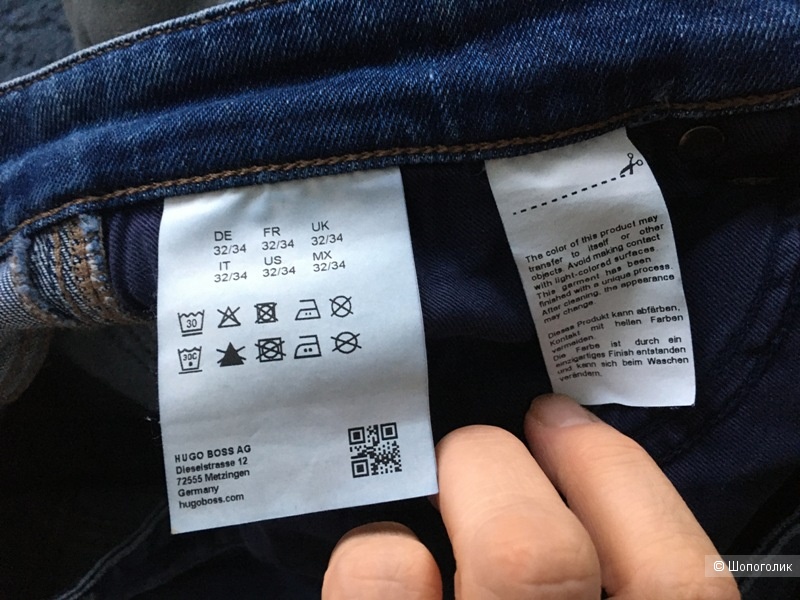 DE FR UK
32/34 32/34 32/34
IT US MX
32/34 32/34 32/34
30
30C
HUGO BOSS AG
Dieselstrasse 12
72555 Metzingen
Germany
hugoboss.com
The color of this product may
transfer to itself or other
objects. Avoid making contact
with light-colored surfaces.
This garment has been
finished with a unique process.
After cleaning, the appearance
may change.
Dieses Produkt kann abfärben,
Kontakt mit hellen Farben
vermeiden.
Die Farbe ist durch ein
einzigartiges Finish entstanden
und kann sich beim Waschen
verändern.
© Шопоголик